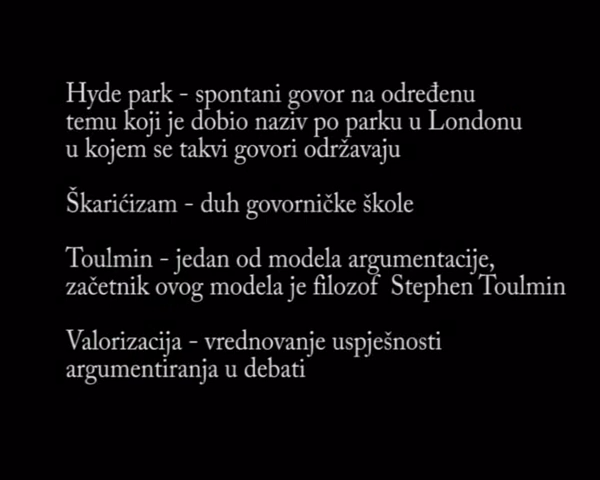 Hyde park - spontani govor na određenu
temu koji je dobio naziv po parku u Londonu
u kojem se takvi govori održavaju
Škarićizam - duh govorničke škole
Toulmin - jedan od modela argumentacije,
začetnik ovog modela je filozof  Stephen Toulmin
Valorizacija - vrednovanje uspješnosti
argumentiranja u debati